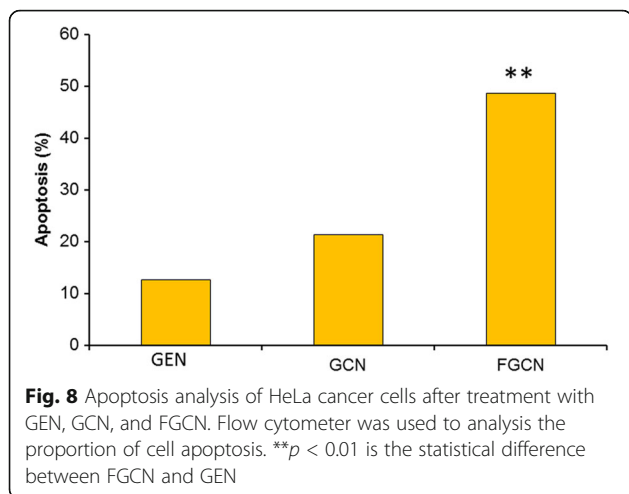 60
50
40
30
20
10
0
Apoptosis (%)
**
GEN
GCN
FGCN
Fig. 8 Apoptosis analysis of HeLa cancer cells after treatment with
GEN, GCN, and FGCN. Flow cytometer was used to analysis the
proportion of cell apoptosis. **p < 0.01 is the statistical difference
between FGCN and GEN